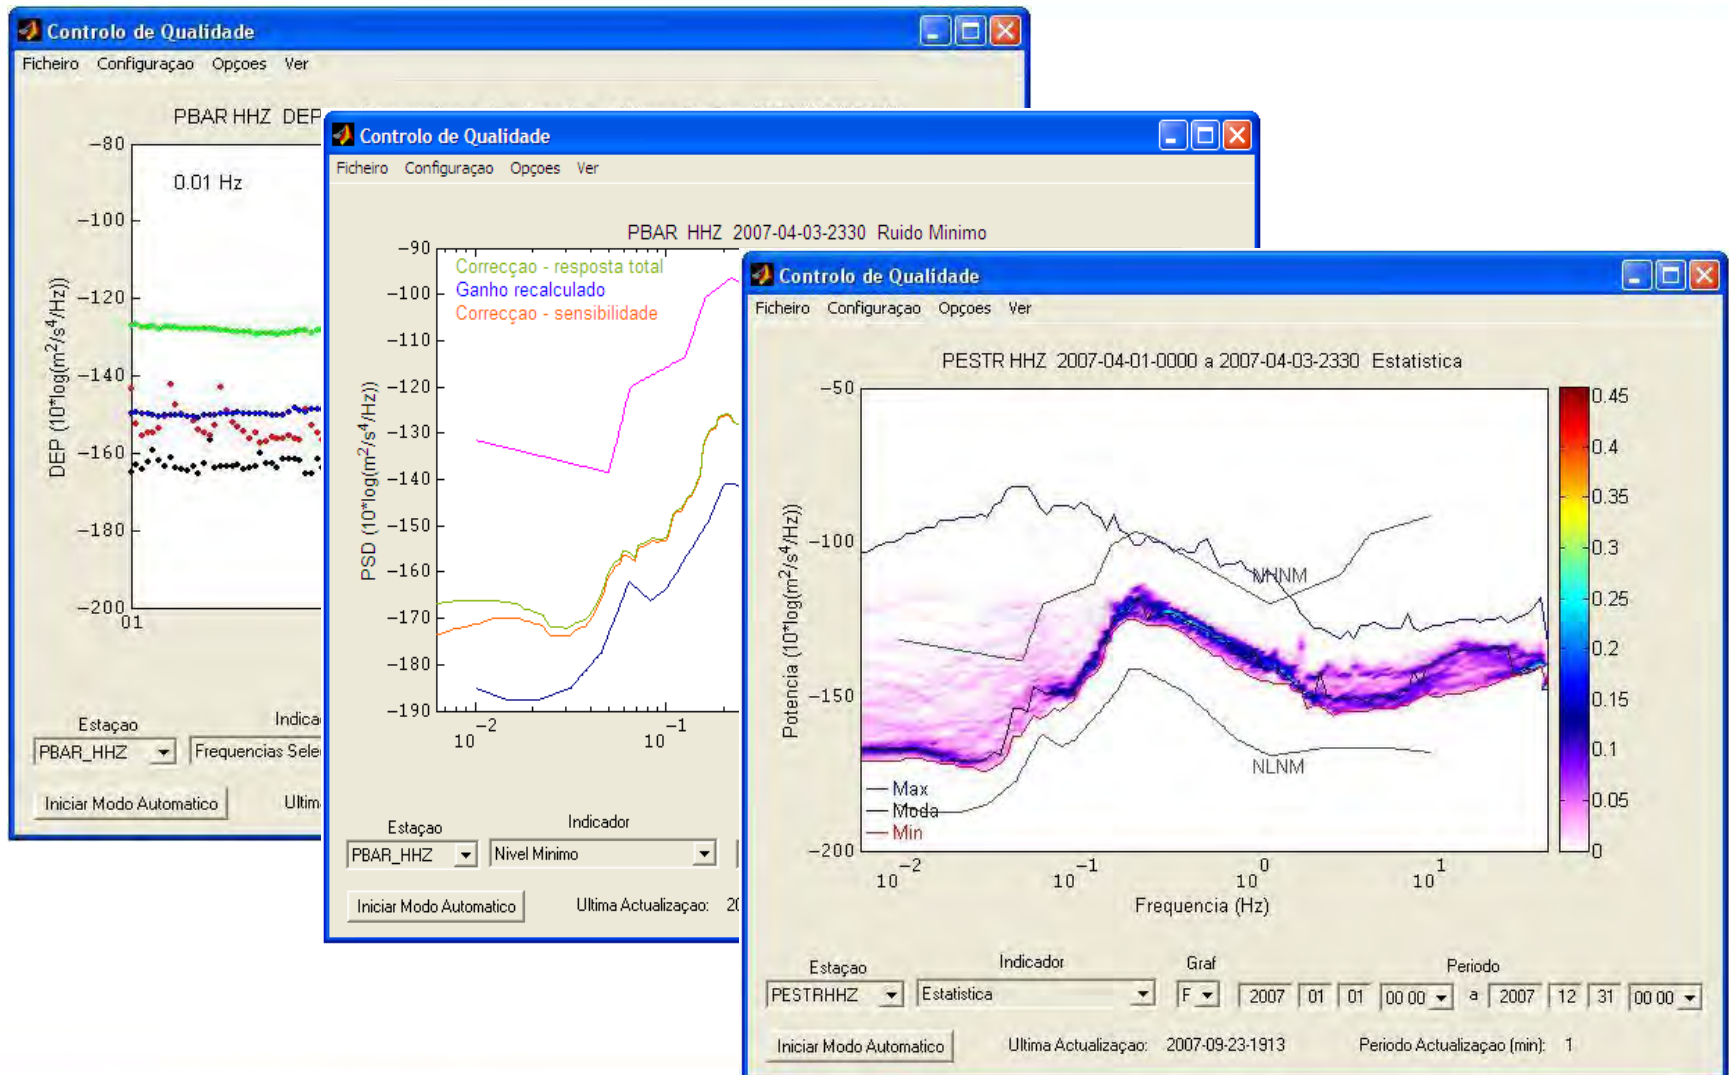 Controlo de Qualidade
Ficheiro Configuraçao Opçoes Ver
PBAR HHZ DEP
0.01 Hz
DEP (10*log(m²/s⁴/Hz))
-80
-100
-120
-140
-160
-180
-200
01
Estaçao
PBAR_HHZ
Frequencias
Iniciar Modo Automatico
Controlo de Qualidade
Ficheiro Configuraçao Opçoes Ver
PBAR HHZ 2007-04-03-2330 Ruido Minimo
Correcçao - resposta total
Ganho recalculado
Correcçao - sensibilidade
PSD (10*log(m²/s⁴/Hz))
-90
-100
-110
-120
-130
-140
-150
-160
-170
-180
-190
10⁻² 10⁻¹
Estaçao Indicador
PBAR_HHZ Nivel Minimo
Iniciar Modo Automatico Ultima Actualizaçao: 20
Controlo de Qualidade
Ficheiro Configuraçao Opçoes Ver
PESTR HHZ 2007-04-01-0000 a 2007-04-03-2330 Estatistica
Potencia (10*log(m²/s⁴/Hz))
-50
-100
-150
-200
NHNM
NLNM
Max
Moda
Min
0.45
0.4
0.35
0.3
0.25
0.2
0.15
0.1
0.05
0
10⁻² 10⁻¹ 10⁰ 10¹
Frequencia (Hz)
Estaçao Indicador Graf Periodo
PESTRHHZ Estatistica F 2007 01 01 00 00 a 2007 12 31 00 00
Iniciar Modo Automatico Ultima Actualizaçao: 2007-09-23-1913 Periodo Actualizaçao (min): 1